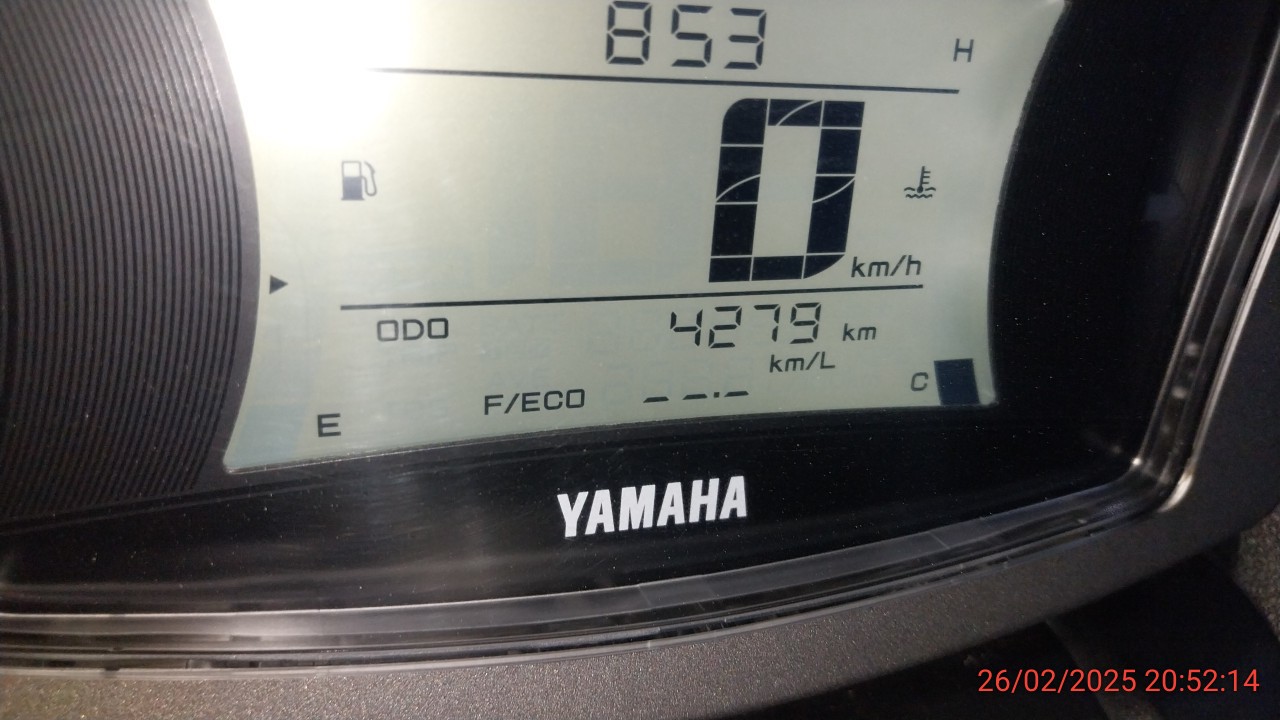 853
H
0
km/h
ODO 4279 km
km/L
F/ECO --.-
C
E
YAMAHA
26/02/2025 20:52:14